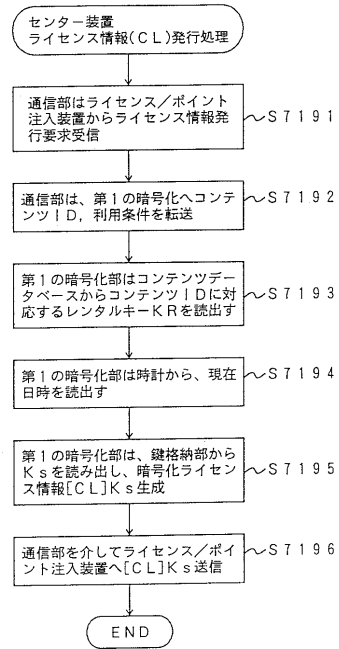 センター装置
ライセンス情報(CL)発行処理
通信部はライセンス／ポイント
注入装置からライセンス情報発
行要求受信
S7191
通信部は、第1の暗号化へコンテ
ンツID，利用条件を転送
S7192
第1の暗号化部はコンテンツデー
タベースからコンテンツIDに対
応するレンタルキーKRを読出す
S7193
第1の暗号化部は時計から、現在
日時を読出す
S7194
第1の暗号化部は、鍵格納部から
Ksを読み出し、暗号化ライセン
ス情報[CL]Ks生成
S7195
通信部を介してライセンス／ポイ
ント注入装置へ[CL]Ks送信
S7196
END